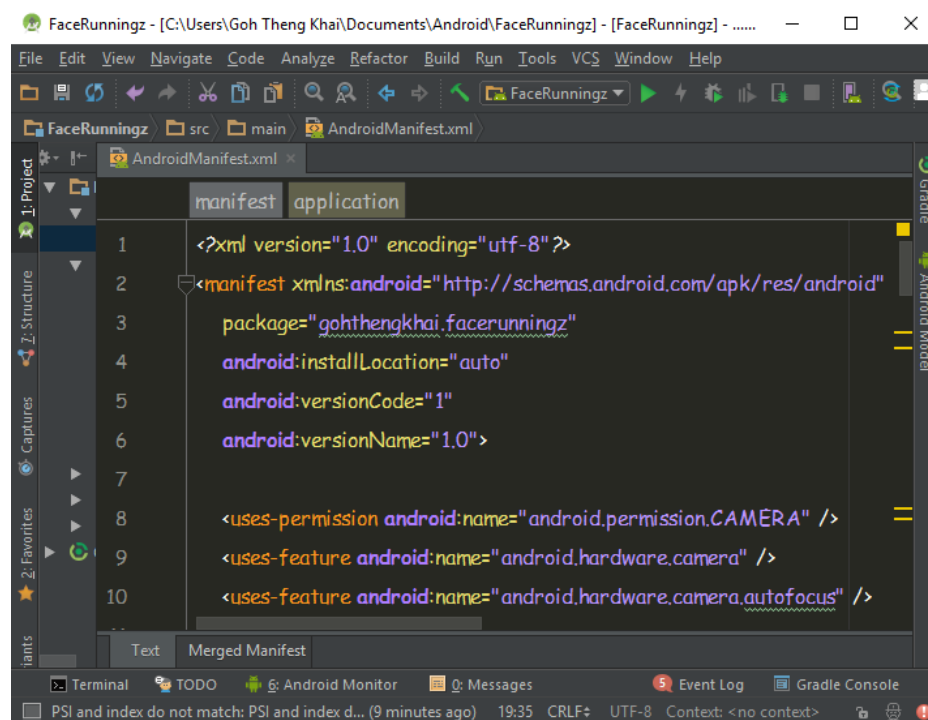 FaceRunningz - [C:\Users\Goh Theng Khai\Documents\Android\FaceRunningz] - [FaceRunningz] - ......
File Edit View Navigate Code Analyze Refactor Build Run Tools VCS Window Help
FaceRunningz
FaceRunningz src main AndroidManifest.xml
AndroidManifest.xml
manifest application
1 <?xml version="1.0" encoding="utf-8"?>
2 <manifest xmlns:android="http://schemas.android.com/apk/res/android"
3 package="gohthengkhai.facerunningz"
4 android:installLocation="auto"
5 android:versionCode="1"
6 android:versionName="1.0">
7
8 <uses-permission android:name="android.permission.CAMERA" />
9 <uses-feature android:name="android.hardware.camera" />
10 <uses-feature android:name="android.hardware.camera.autofocus" />
1: Project
7: Structure
Captures
2: Favorites
iants
Gradle
Android Model
Text Merged Manifest
Terminal TODO 6: Android Monitor 0: Messages 5 Event Log Gradle Console
PSI and index do not match: PSI and index d... (9 minutes ago) 19:35 CRLF UTF-8 Context: <no context>